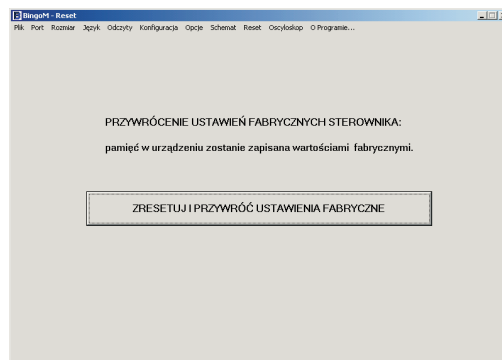 BingoM - Reset
Plik Port Rozmiar Język Odczyty Konfiguracja Opcje Schemat Reset Oscyloskop O Programie...
PRZYWRÓCENIE USTAWIEŃ FABRYCZNYCH STEROWNIKA:
pamięć w urządzeniu zostanie zapisana wartościami fabrycznymi.
ZRESETUJ I PRZYWRÓĆ USTAWIENIA FABRYCZNE